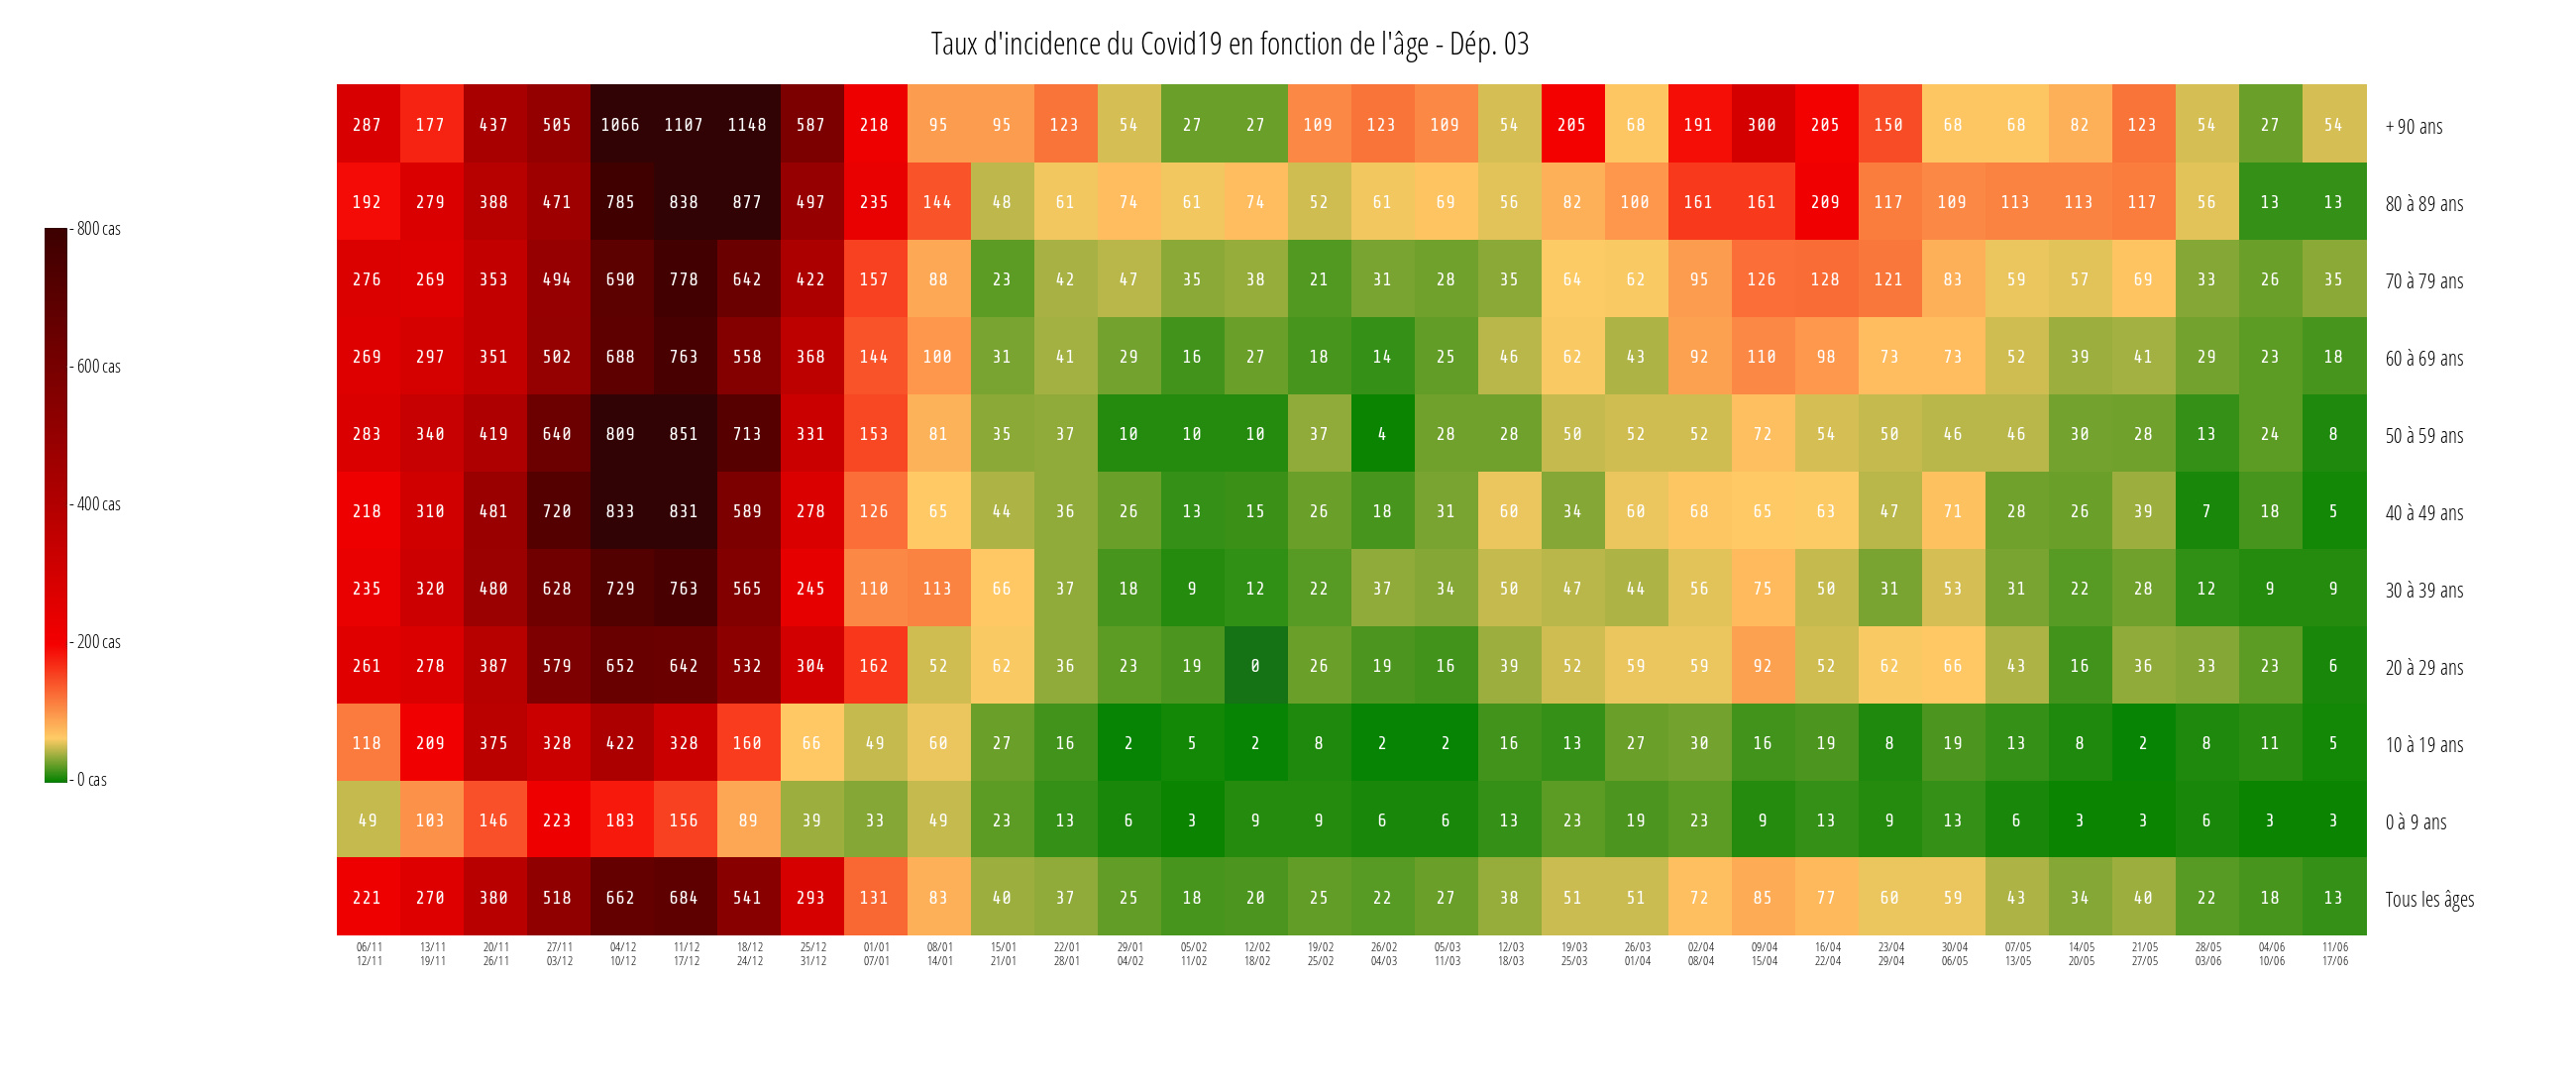 Taux d'incidence du Covid19 en fonction de l'âge - Dép. 03
287 177 437 505 1066 1107 1148 587 218 95 95 123 54 27 27 109 123 109 54 205 68 191 300 205 150 68 68 82 123 54 27 54 + 90 ans
192 279 388 471 785 838 877 497 235 144 48 61 74 61 74 52 61 69 56 82 100 161 161 209 117 109 113 113 117 56 13 13 80 à 89 ans
- 800 cas
276 269 353 494 690 778 642 422 157 88 23 42 47 35 38 21 31 28 35 64 62 95 126 128 121 83 59 57 69 33 26 35 70 à 79 ans
269 297 351 502 688 763 558 368 144 100 31 41 29 16 27 18 14 25 46 62 43 92 110 98 73 73 52 39 41 29 23 18 60 à 69 ans
- 600 cas
283 340 419 640 809 851 713 331 153 81 35 37 10 10 10 37 4 28 28 50 52 52 72 54 50 46 46 30 28 13 24 8 50 à 59 ans
- 400 cas
218 310 481 720 833 831 589 278 126 65 44 36 26 13 15 26 18 31 60 34 60 68 65 63 47 71 28 26 39 7 18 5 40 à 49 ans
235 320 480 628 729 763 565 245 110 113 66 37 18 9 12 22 37 34 50 47 44 56 75 50 31 53 31 22 28 12 9 9 30 à 39 ans
- 200 cas
261 278 387 579 652 642 532 304 162 52 62 36 23 19 0 26 19 16 39 52 59 59 92 52 62 66 43 16 36 33 23 6 20 à 29 ans
118 209 375 328 422 328 160 66 49 60 27 16 2 5 2 8 2 2 16 13 27 30 16 19 8 19 13 8 2 8 11 5 10 à 19 ans
- 0 cas
49 103 146 223 183 156 89 39 33 49 23 13 6 3 9 9 6 6 13 23 19 23 9 13 9 13 6 3 3 6 3 3 0 à 9 ans
221 270 380 518 662 684 541 293 131 83 40 37 25 18 20 25 22 27 38 51 51 72 85 77 60 59 43 34 40 22 18 13 Tous les âges
06/11 13/11 20/11 27/11 04/12 11/12 18/12 25/12 01/01 08/01 15/01 22/01 29/01 05/02 12/02 19/02 26/02 05/03 12/03 19/03 26/03 02/04 09/04 16/04 23/04 30/04 07/05 14/05 21/05 28/05 04/06 11/06
12/11 19/11 26/11 03/12 10/12 17/12 24/12 31/12 07/01 14/01 21/01 28/01 04/02 11/02 18/02 25/02 04/03 11/03 18/03 25/03 01/04 08/04 15/04 22/04 29/04 06/05 13/05 20/05 27/05 03/06 10/06 17/06